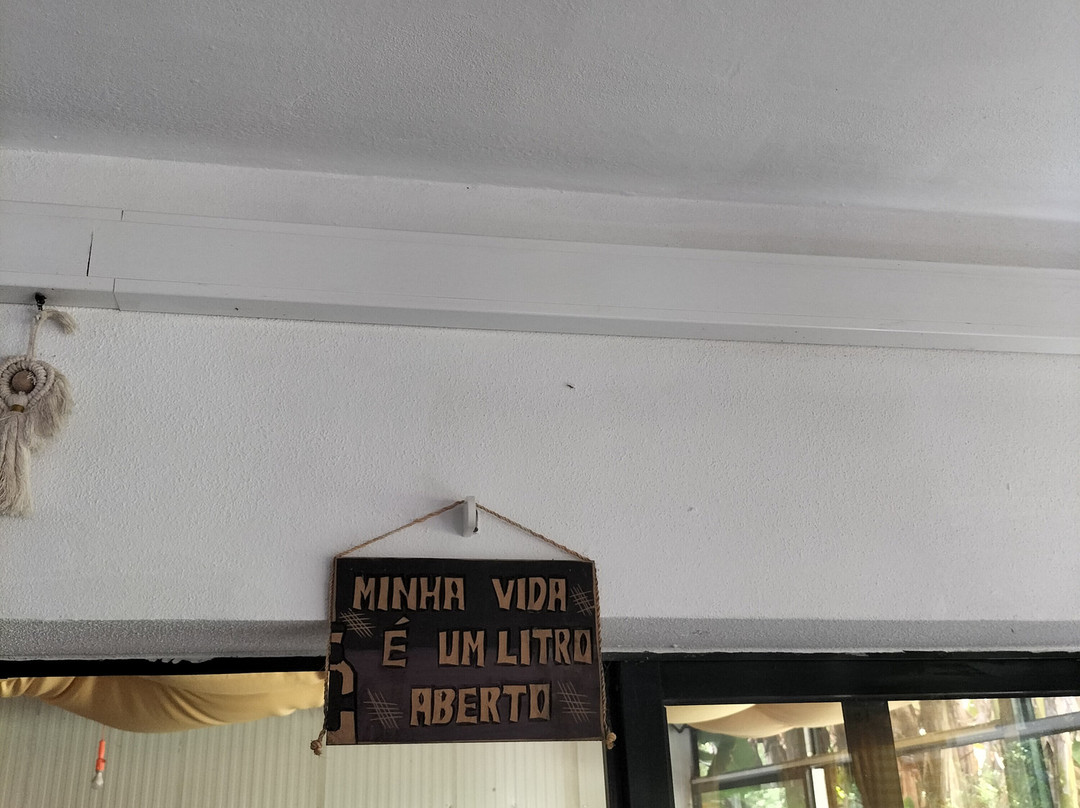 MINHA VIDA
É UM LITRO
ABERTO